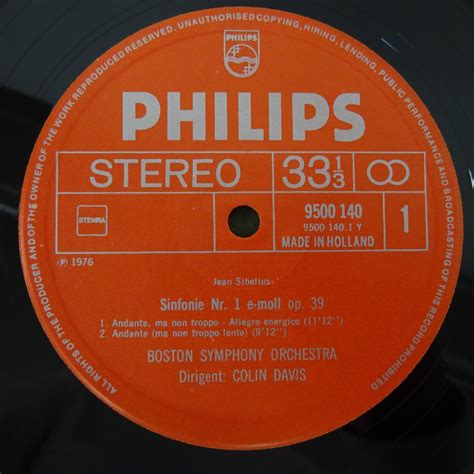 ALL RIGHTS OF THE PRODUCER AND OF THE OWNER OF THE WORK REPRODUCED RESERVED. UNAUTHORISED COPYING, HIRING, LENDING, PUBLIC PERFORMANCE AND BROADCASTING OF THIS RECORD PROHIBITED
PHILIPS
PHILIPS
STEREO 33 1/3
STEMRA
9500 140
9500 140.1 Y
MADE IN HOLLAND
1
Ⓟ 1976
Jean Sibelius
Sinfonie Nr. 1 e-moll op. 39
1. Andante, ma non troppo - Allegro energico (11'12")
2. Andante (ma non troppo lento) (9'12")
BOSTON SYMPHONY ORCHESTRA
Dirigent: COLIN DAVIS